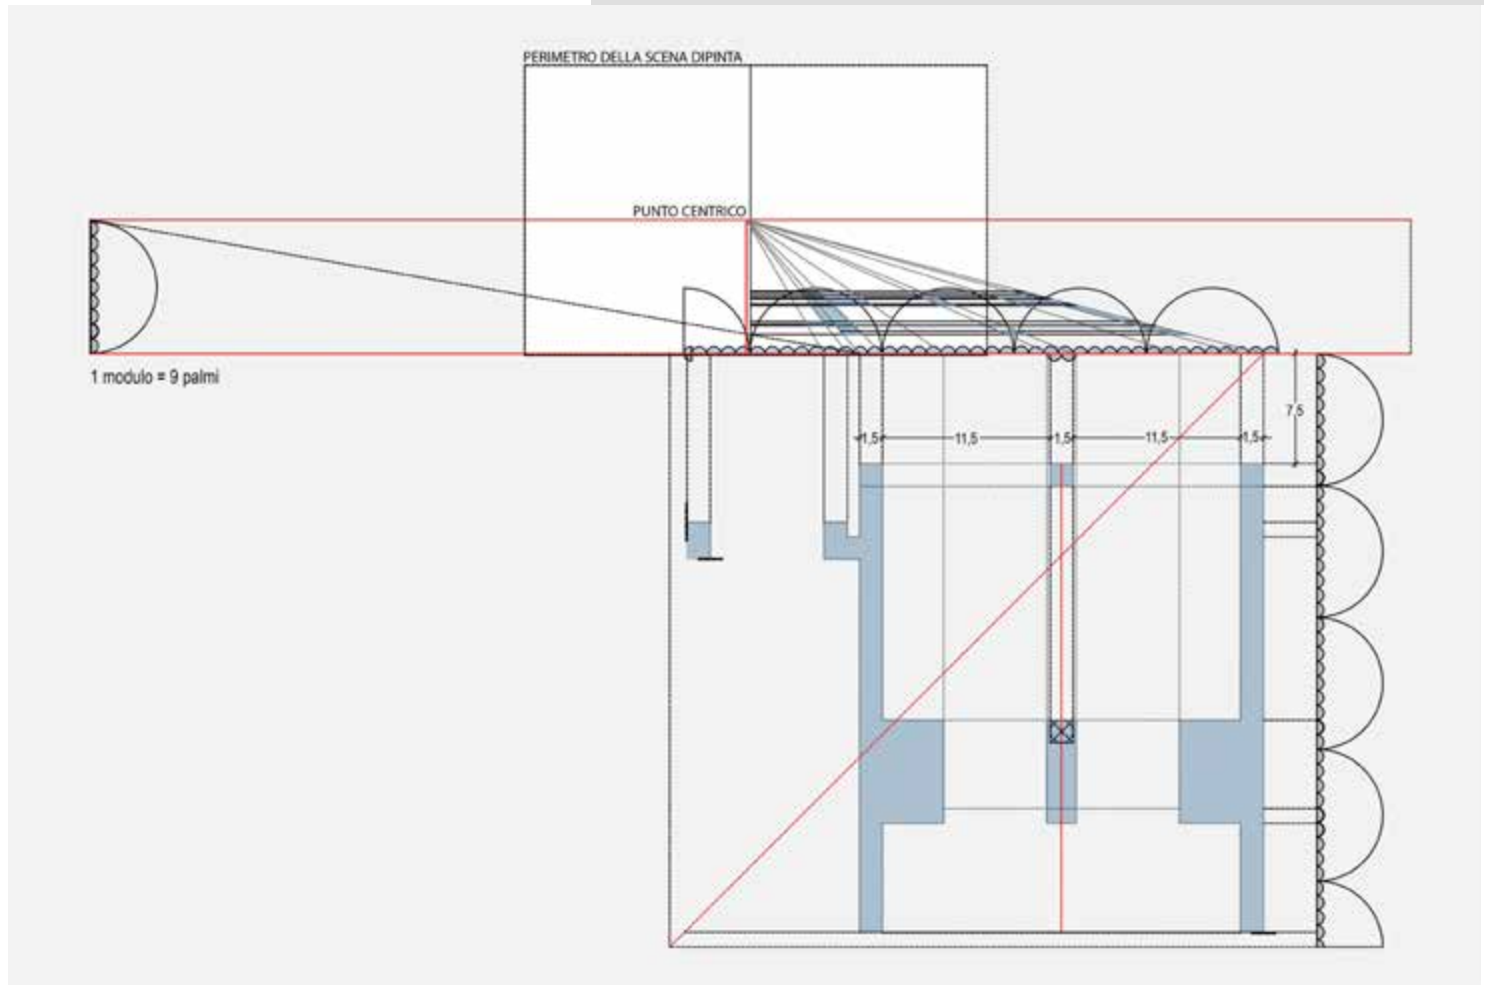 PERIMETRO DELLA SCENA DIPINTA
PUNTO CENTRICO
1 modulo = 9 palmi
7,5
1,5 11,5 1,5 11,5 1,5